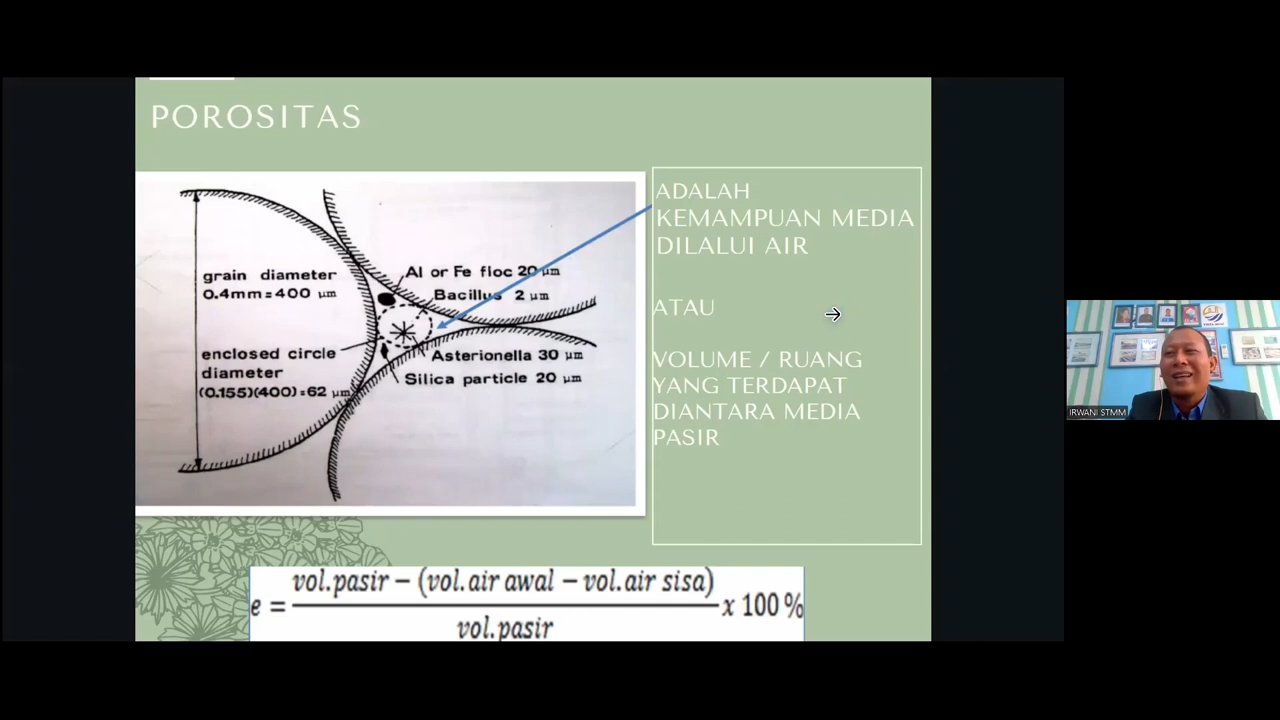 POROSITAS
grain diameter
0.4mm=400 µm
Al or Fe floc 20 µm
Bacillus 2 µm
enclosed circle
diameter
(0.155)(400)=62 µm
Asterionella 30 µm
Silica particle 20 µm
ADALAH
KEMAMPUAN MEDIA
DILALUI AIR
ATAU
VOLUME / RUANG
YANG TERDAPAT
DIANTARA MEDIA
PASIR
e = vol.pasir – (vol.air awal – vol.air sisa) / vol.pasir x 100 %
IRWANI STMM